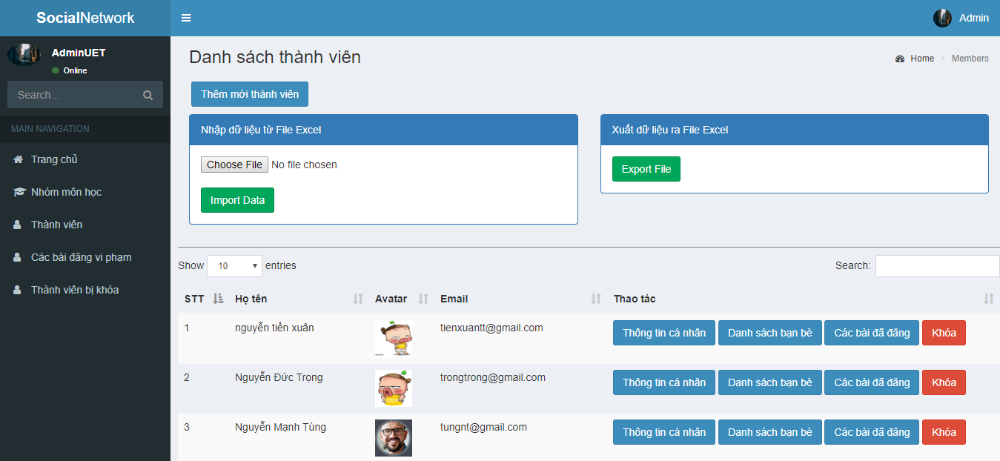 SocialNetwork
Admin
AdminUET
Online
Search...
MAIN NAVIGATION
Trang chủ
Nhóm môn học
Thành viên
Các bài đăng vi phạm
Thành viên bị khóa
Danh sách thành viên
Home > Members
Thêm mới thành viên
Nhập dữ liệu từ File Excel
Choose File No file chosen
Import Data
Xuất dữ liệu ra File Excel
Export File
Show 10 entries
Search:
STT Họ tên Avatar Email Thao tác
1 nguyễn tiến xuân tienxuantt@gmail.com Thông tin cá nhân Danh sách bạn bè Các bài đã đăng Khóa
2 Nguyễn Đức Trọng trongtrong@gmail.com Thông tin cá nhân Danh sách bạn bè Các bài đã đăng Khóa
3 Nguyễn Mạnh Tùng tungnt@gmail.com Thông tin cá nhân Danh sách bạn bè Các bài đã đăng Khóa